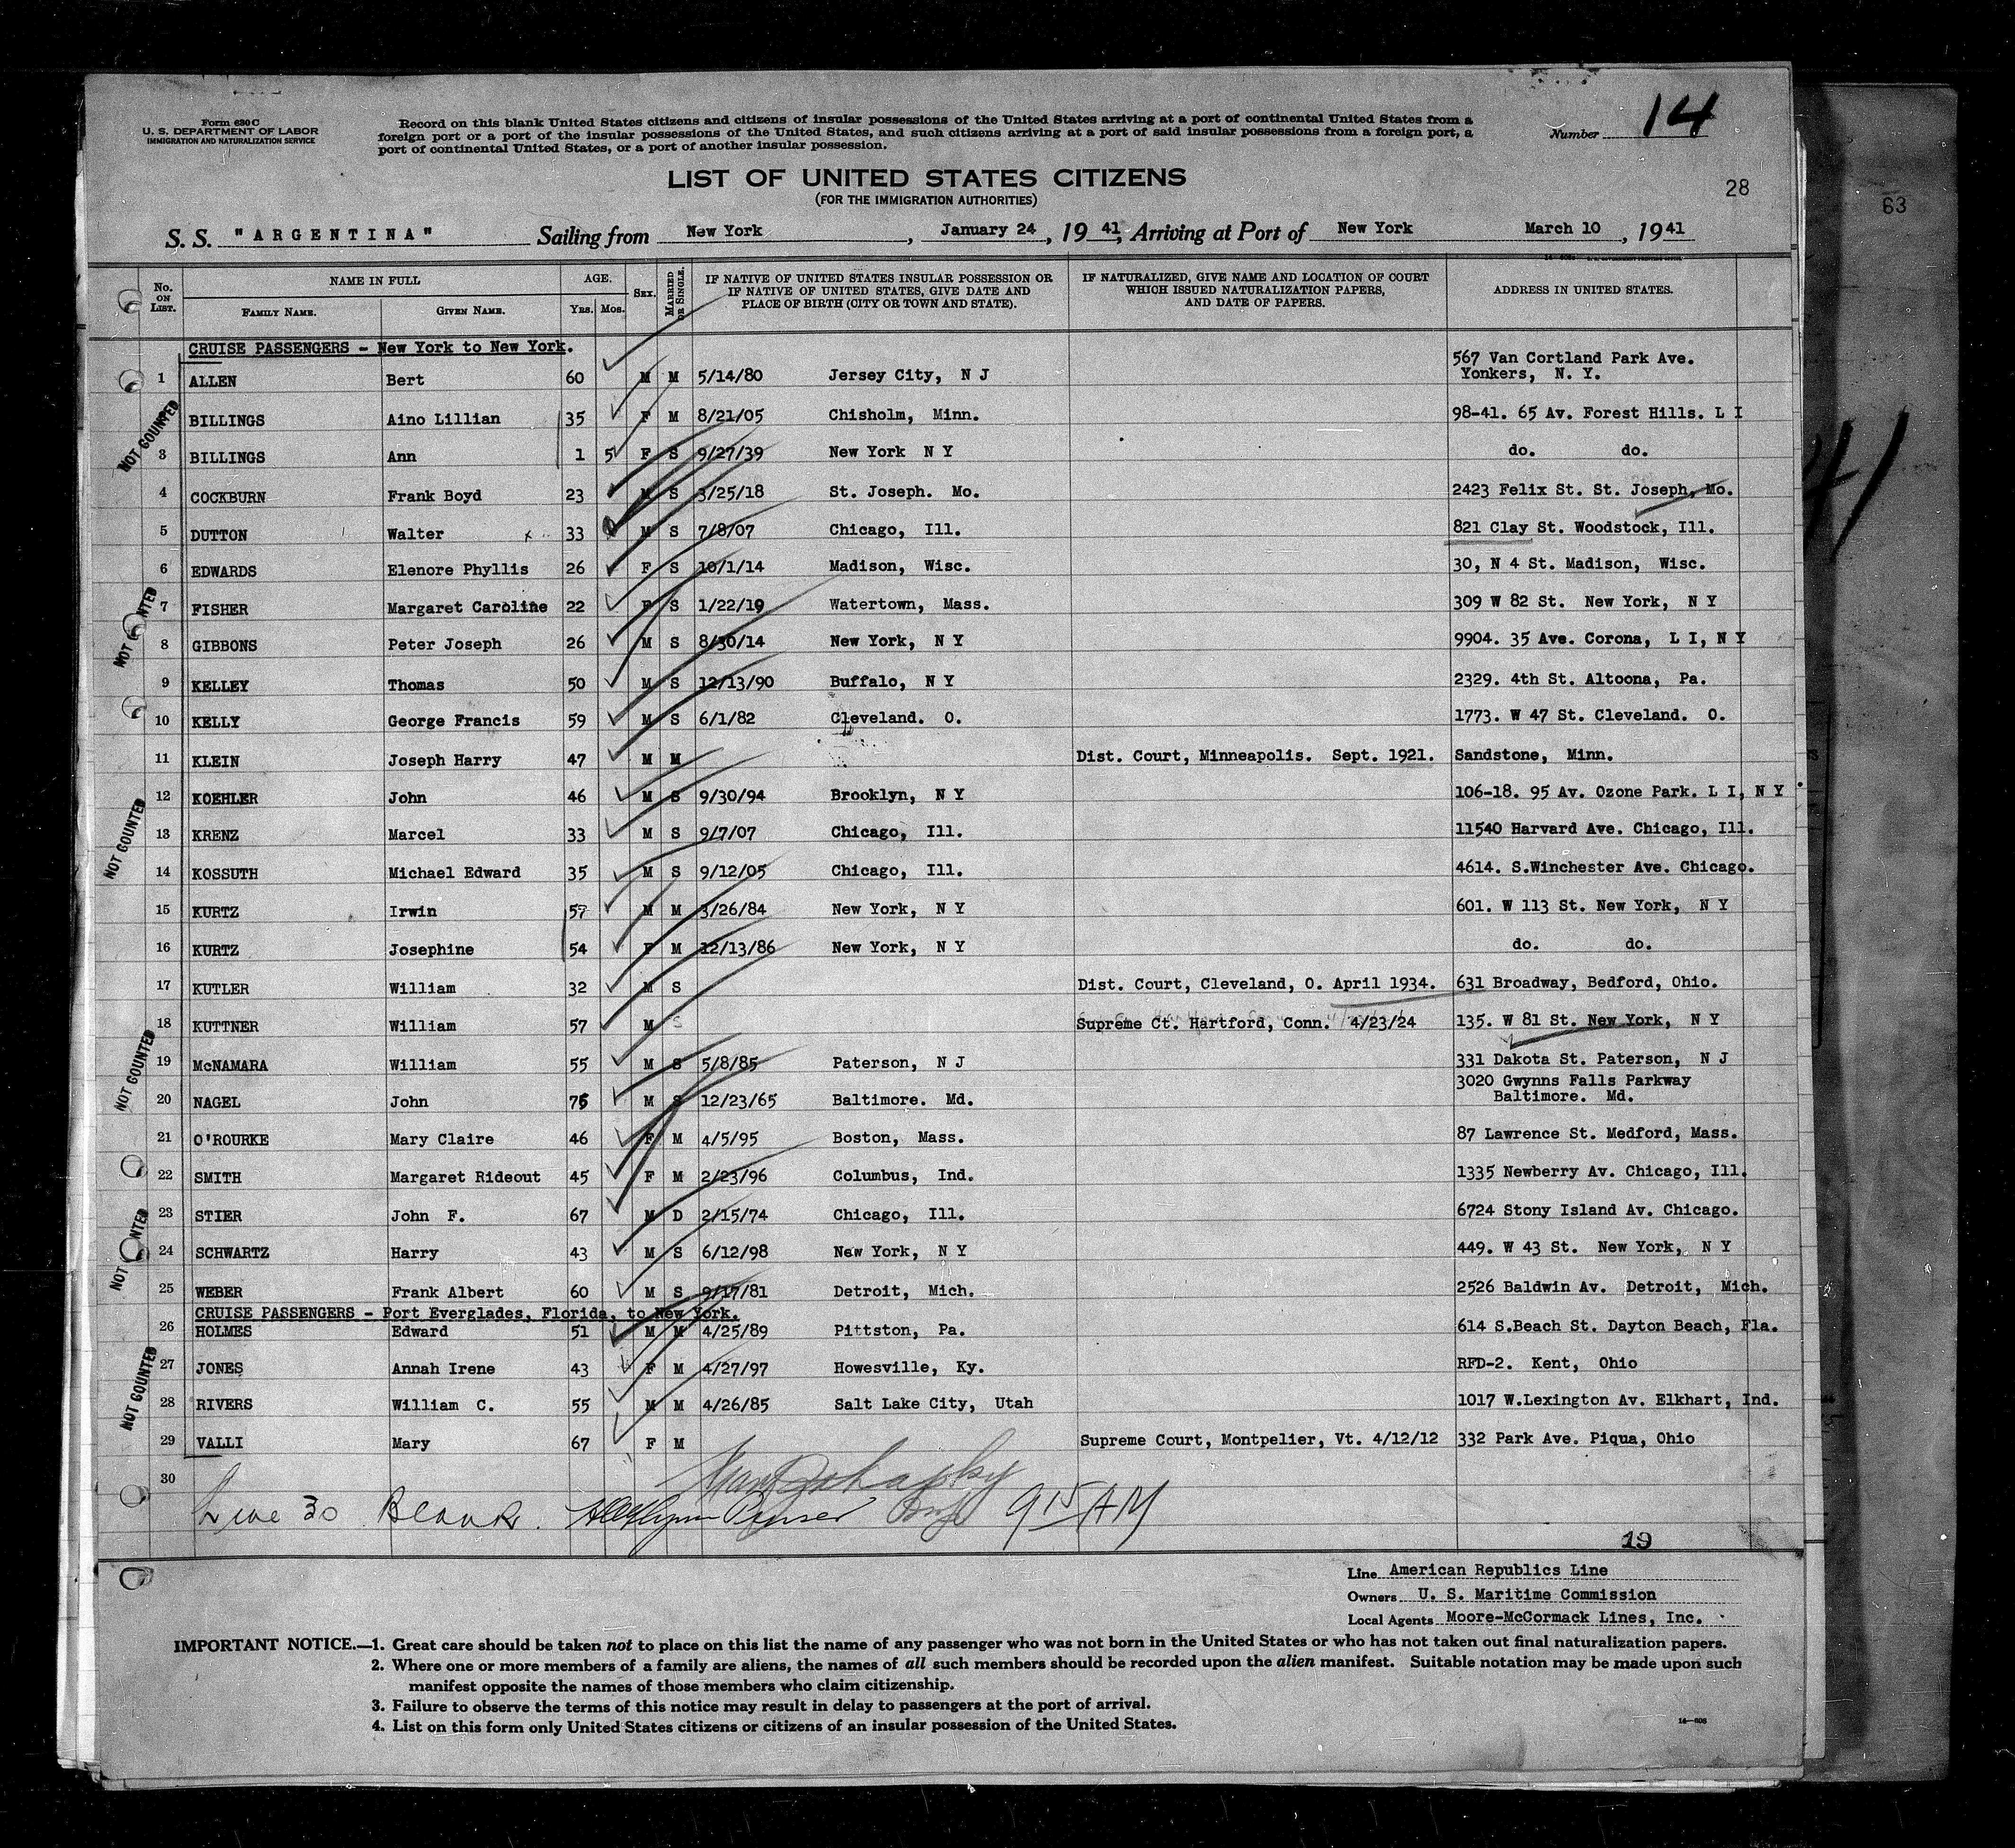 Form 630 C
U. S. DEPARTMENT OF LABOR
IMMIGRATION AND NATURALIZATION SERVICE
Record on this blank United States citizens and citizens of insular possessions of the United States arriving at a port of continental United States from a
foreign port or a port of the insular possessions of the United States, and such citizens arriving at a port of said insular possessions from a foreign port, a
port of continental United States, or a port of another insular possession.
Number 14
LIST OF UNITED STATES CITIZENS
(FOR THE IMMIGRATION AUTHORITIES)
28
63
S. S. "ARGENTINA" Sailing from New York, January 24, 1941, Arriving at Port of New York March 10, 1941
No. ON LIST. NAME IN FULL AGE. SEX. MARRIED OR SINGLE. IF NATIVE OF UNITED STATES INSULAR POSSESSION OR IF NATIVE OF UNITED STATES, GIVE DATE AND PLACE OF BIRTH (CITY OR TOWN AND STATE). IF NATURALIZED, GIVE NAME AND LOCATION OF COURT WHICH ISSUED NATURALIZATION PAPERS, AND DATE OF PAPERS. ADDRESS IN UNITED STATES.
FAMILY NAME. GIVEN NAME. YRS. MOS.
CRUISE PASSENGERS - New York to New York.
1 ALLEN Bert 60 M M 5/14/80 Jersey City, N J 567 Van Cortland Park Ave. Yonkers, N. Y.
BILLINGS Aino Lillian 35 F M 8/21/05 Chisholm, Minn. 98-41. 65 Av. Forest Hills. L I
3 BILLINGS Ann 1 5 F S 9/27/39 New York N Y do. do.
4 COCKBURN Frank Boyd 23 M S 3/25/18 St. Joseph. Mo. 2423 Felix St. St. Joseph, Mo.
5 DUTTON Walter x 33 M S 7/8/07 Chicago, Ill. 821 Clay St. Woodstock, Ill.
6 EDWARDS Elenore Phyllis 26 F S 10/1/14 Madison, Wisc. 30, N 4 St. Madison, Wisc.
7 FISHER Margaret Caroline 22 F S 1/22/19 Watertown, Mass. 309 W 82 St. New York, N Y
8 GIBBONS Peter Joseph 26 M S 8/30/14 New York, N Y 9904. 35 Ave. Corona, L I, N Y
9 KELLEY Thomas 50 M S 12/13/90 Buffalo, N Y 2329. 4th St. Altoona, Pa.
10 KELLY George Francis 59 M S 6/1/82 Cleveland. O. 1773. W 47 St. Cleveland. O.
11 KLEIN Joseph Harry 47 M M Dist. Court, Minneapolis. Sept. 1921. Sandstone, Minn.
12 KOEHLER John 46 M S 9/30/94 Brooklyn, N Y 106-18. 95 Av. Ozone Park. L I, N Y
13 KRENZ Marcel 33 M S 9/7/07 Chicago, Ill. 11540 Harvard Ave. Chicago, Ill.
14 KOSSUTH Michael Edward 35 M S 9/12/05 Chicago, Ill. 4614. S.Winchester Ave. Chicago.
15 KURTZ Irwin 57 M M 3/26/84 New York, N Y 601. W 113 St. New York, N Y
16 KURTZ Josephine 54 F M 12/13/86 New York, N Y do. do.
17 KUTLER William 32 M S Dist. Court, Cleveland, O. April 1934. 631 Broadway, Bedford, Ohio.
18 KUTTNER William 57 M S Supreme Ct. Hartford, Conn. 4/23/24 135. W 81 St. New York, N Y
19 McNAMARA William 55 M S 5/8/85 Paterson, N J 331 Dakota St. Paterson, N J
20 NAGEL John 75 M S 12/23/65 Baltimore. Md. 3020 Gwynns Falls Parkway Baltimore. Md.
21 O'ROURKE Mary Claire 46 F M 4/5/95 Boston, Mass. 87 Lawrence St. Medford, Mass.
22 SMITH Margaret Rideout 45 F M 2/23/96 Columbus, Ind. 1335 Newberry Av. Chicago, Ill.
23 STIER John F. 67 M D 2/15/74 Chicago, Ill. 6724 Stony Island Av. Chicago.
24 SCHWARTZ Harry 43 M S 6/12/98 New York, N Y 449. W 43 St. New York, N Y
25 WEBER Frank Albert 60 M S 9/17/81 Detroit, Mich. 2526 Baldwin Av. Detroit, Mich.
CRUISE PASSENGERS - Port Everglades, Florida, to New York.
26 HOLMES Edward 51 M M 4/25/89 Pittston, Pa. 614 S.Beach St. Dayton Beach, Fla.
27 JONES Annah Irene 43 F M 4/27/97 Howesville, Ky. RFD-2. Kent, Ohio
28 RIVERS William C. 55 M M 4/26/85 Salt Lake City, Utah 1017 W.Lexington Av. Elkhart, Ind.
29 VALLI Mary 67 F M Supreme Court, Montpelier, Vt. 4/12/12 332 Park Ave. Piqua, Ohio
30
Line 30 Blank. Purser 9 15 AM
19
NOT COUNTED
NOT COUNTED
NOT COUNTED
NOT COUNTED
NOT COUNTED
NOT COUNTED
Line American Republics Line
Owners U. S. Maritime Commission
Local Agents Moore-McCormack Lines, Inc.
IMPORTANT NOTICE.—1. Great care should be taken not to place on this list the name of any passenger who was not born in the United States or who has not taken out final naturalization papers.
2. Where one or more members of a family are aliens, the names of all such members should be recorded upon the alien manifest. Suitable notation may be made upon such
manifest opposite the names of those members who claim citizenship.
3. Failure to observe the terms of this notice may result in delay to passengers at the port of arrival.
4. List on this form only United States citizens or citizens of an insular possession of the United States.